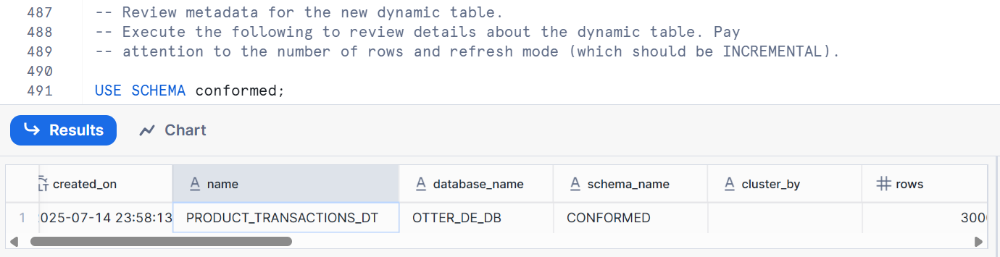 487 -- Review metadata for the new dynamic table.
488 -- Execute the following to review details about the dynamic table. Pay
489 -- attention to the number of rows and refresh mode (which should be INCREMENTAL).
490
491 USE SCHEMA conformed;
Results Chart
created_on name database_name schema_name cluster_by rows
1 025-07-14 23:58:13 PRODUCT_TRANSACTIONS_DT OTTER_DE_DB CONFORMED